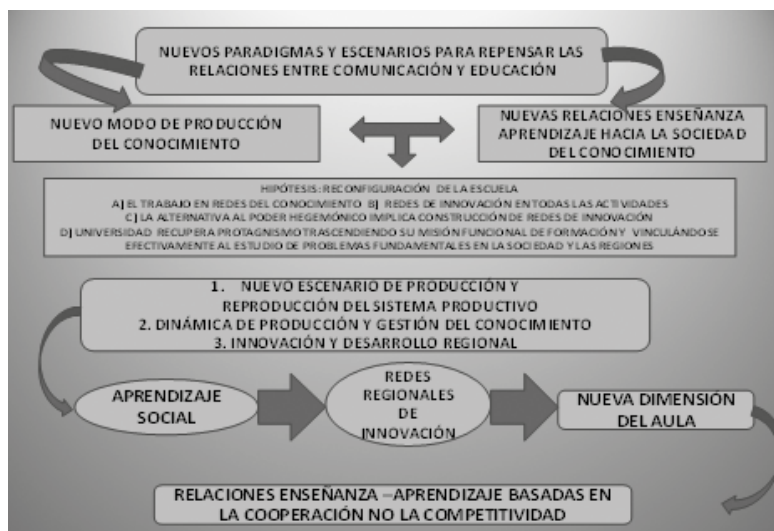 NUEVOS PARADIGMAS Y ESCENARIOS PARA REPENSAR LAS
RELACIONES ENTRE COMUNICACIÓN Y EDUCACIÓN
NUEVO MODO DE PRODUCCIÓN
DEL CONOCIMIENTO
NUEVAS RELACIONES ENSEÑANZA
APRENDIZAJE HACIA LA SOCIEDAD
DEL CONOCIMIENTO
HIPÓTESIS: RECONFIGURACIÓN DE LA ESCUELA
A) EL TRABAJO EN REDES DEL CONOCIMIENTO B) REDES DE INNOVACIÓN EN TODAS LAS ACTIVIDADES
C) LA ALTERNATIVA AL PODER HEGEMÓNICO IMPLICA CONSTRUCCIÓN DE REDES DE INNOVACIÓN
D) UNIVERSIDAD RECUPERA PROTAGNISMO TRASCENDIENDO SU MISIÓN FUNCIONAL DE FORMACIÓN Y VINCULÁNDOSE
EFECTIVAMENTE AL ESTUDIO DE PROBLEMAS FUNDAMENTALES EN LA SOCIEDAD Y LAS REGIONES
1. NUEVO ESCENARIO DE PRODUCCIÓN Y
REPRODUCCIÓN DEL SISTEMA PRODUCTIVO
2. DINÁMICA DE PRODUCCIÓN Y GESTIÓN DEL CONOCIMIENTO
3. INNOVACIÓN Y DESARROLLO REGIONAL
APRENDIZAJE
SOCIAL
REDES
REGIONALES
DE
INNOVACIÓN
NUEVA DIMENSIÓN
DEL AULA
RELACIONES ENSEÑANZA –APRENDIZAJE BASADAS EN
LA COOPERACIÓN NO LA COMPETITIVIDAD